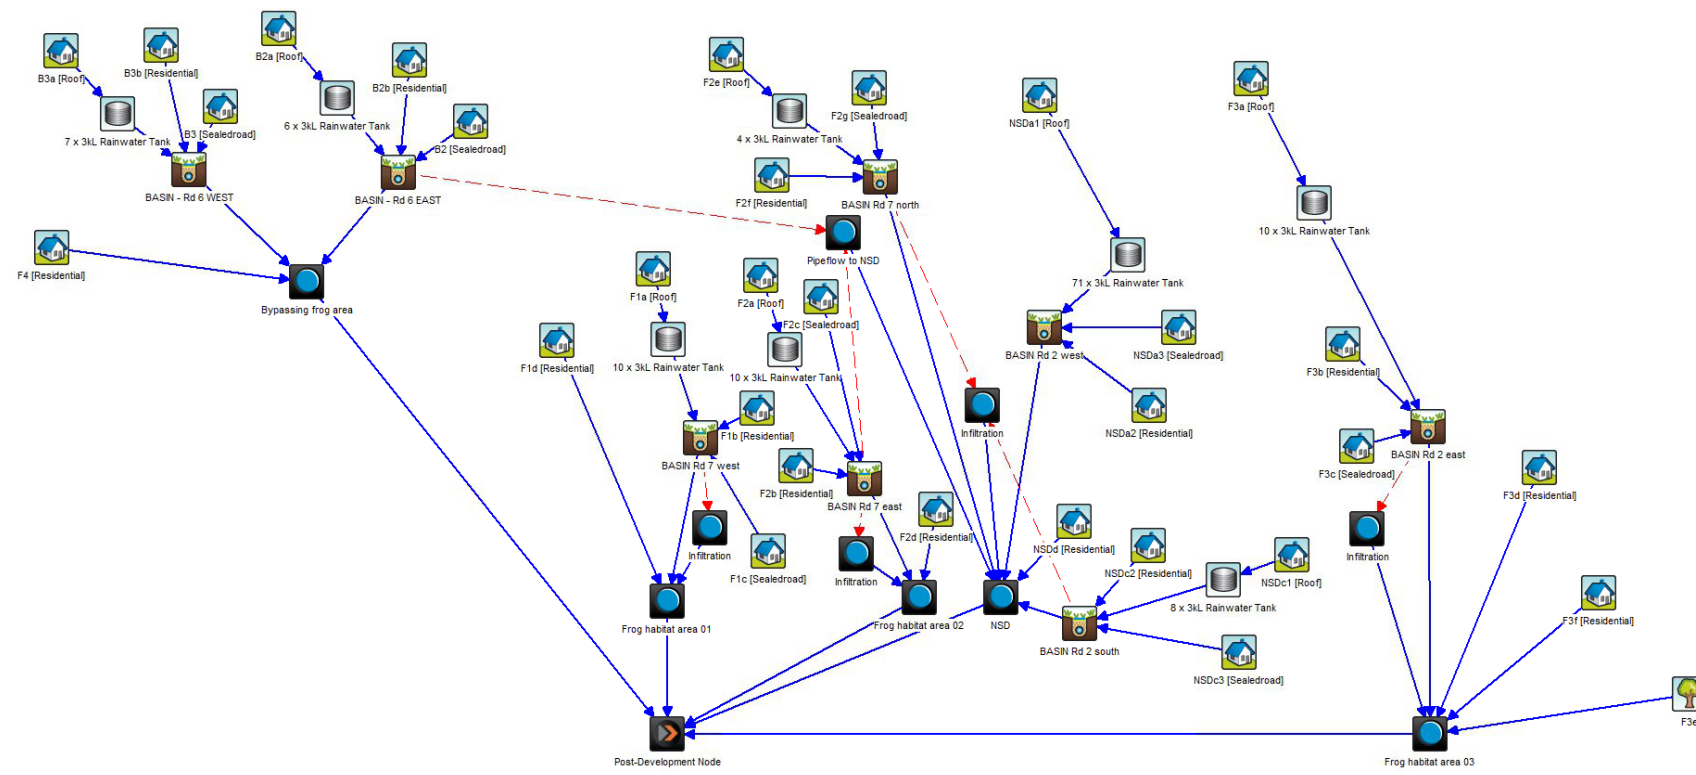 B3a [Roof]
B3b [Residential]
B2a [Roof]
B2b [Residential]
F2e [Roof]
F2g [Sealedroad]
NSDa1 [Roof]
F3a [Roof]
7 x 3kL Rainwater Tank
B3 [Sealedroad]
6 x 3kL Rainwater Tank
B2 [Sealedroad]
4 x 3kL Rainwater Tank
BASIN - Rd 6 WEST
BASIN - Rd 6 EAST
F2f [Residential]
BASIN Rd 7 north
10 x 3kL Rainwater Tank
F4 [Residential]
Pipeflow to NSD
71 x 3kL Rainwater Tank
Bypassing frog area
F1a [Roof]
F2a [Roof]
F2c [Sealedroad]
F1d [Residential]
10 x 3kL Rainwater Tank
10 x 3kL Rainwater Tank
BASIN Rd 2 west
NSDa3 [Sealedroad]
F3b [Residential]
F1b [Residential]
Infiltration
NSDa2 [Residential]
BASIN Rd 7 west
BASIN Rd 2 east
F2b [Residential]
BASIN Rd 7 east
F3c [Sealedroad]
F3d [Residential]
F2d [Residential]
Infiltration
F1c [Sealedroad]
Infiltration
NSDd [Residential]
NSDc2 [Residential]
NSDc1 [Roof]
Infiltration
8 x 3kL Rainwater Tank
Frog habitat area 01
Frog habitat area 02
NSD
BASIN Rd 2 south
F3f [Residential]
NSDc3 [Sealedroad]
F3e
Post-Development Node
Frog habitat area 03